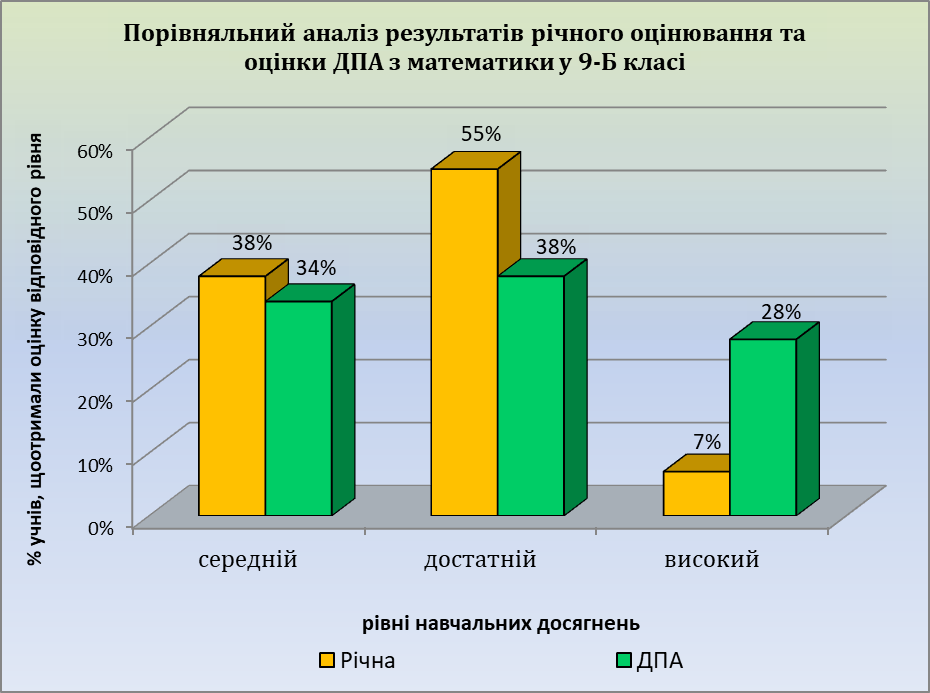 Порівняльний аналіз результатів річного оцінювання та
оцінки ДПА з математики у 9-Б класі
% учнів, щоотримали оцінку відповідного рівня
60%
50%
40%
30%
20%
10%
0%
38%
34%
55%
38%
7%
28%
середній
достатній
високий
рівні навчальних досягнень
Річна
ДПА